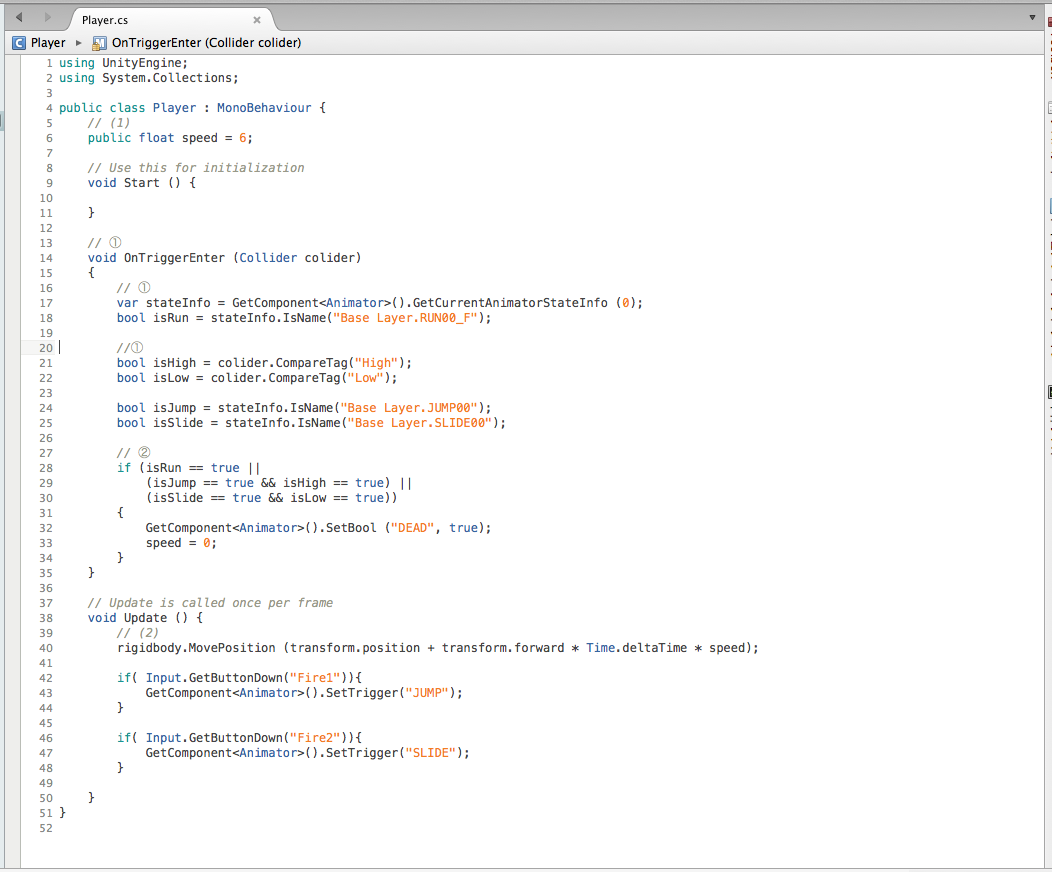 Player.cs
Player ▸ OnTriggerEnter (Collider colider)
1 using UnityEngine;
2 using System.Collections;
3
4 public class Player : MonoBehaviour {
5     // (1)
6     public float speed = 6;
7
8     // Use this for initialization
9     void Start () {
10
11     }
12
13     // ①
14     void OnTriggerEnter (Collider colider)
15     {
16         // ①
17         var stateInfo = GetComponent<Animator>().GetCurrentAnimatorStateInfo (0);
18         bool isRun = stateInfo.IsName("Base Layer.RUN00_F");
19
20         //①
21         bool isHigh = colider.CompareTag("High");
22         bool isLow = colider.CompareTag("Low");
23
24         bool isJump = stateInfo.IsName("Base Layer.JUMP00");
25         bool isSlide = stateInfo.IsName("Base Layer.SLIDE00");
26
27         // ②
28         if (isRun == true ||
29             (isJump == true && isHigh == true) ||
30             (isSlide == true && isLow == true))
31         {
32             GetComponent<Animator>().SetBool ("DEAD", true);
33             speed = 0;
34         }
35     }
36
37     // Update is called once per frame
38     void Update () {
39         // (2)
40         rigidbody.MovePosition (transform.position + transform.forward * Time.deltaTime * speed);
41
42         if( Input.GetButtonDown("Fire1")){
43             GetComponent<Animator>().SetTrigger("JUMP");
44         }
45
46         if( Input.GetButtonDown("Fire2")){
47             GetComponent<Animator>().SetTrigger("SLIDE");
48         }
49
50     }
51 }
52